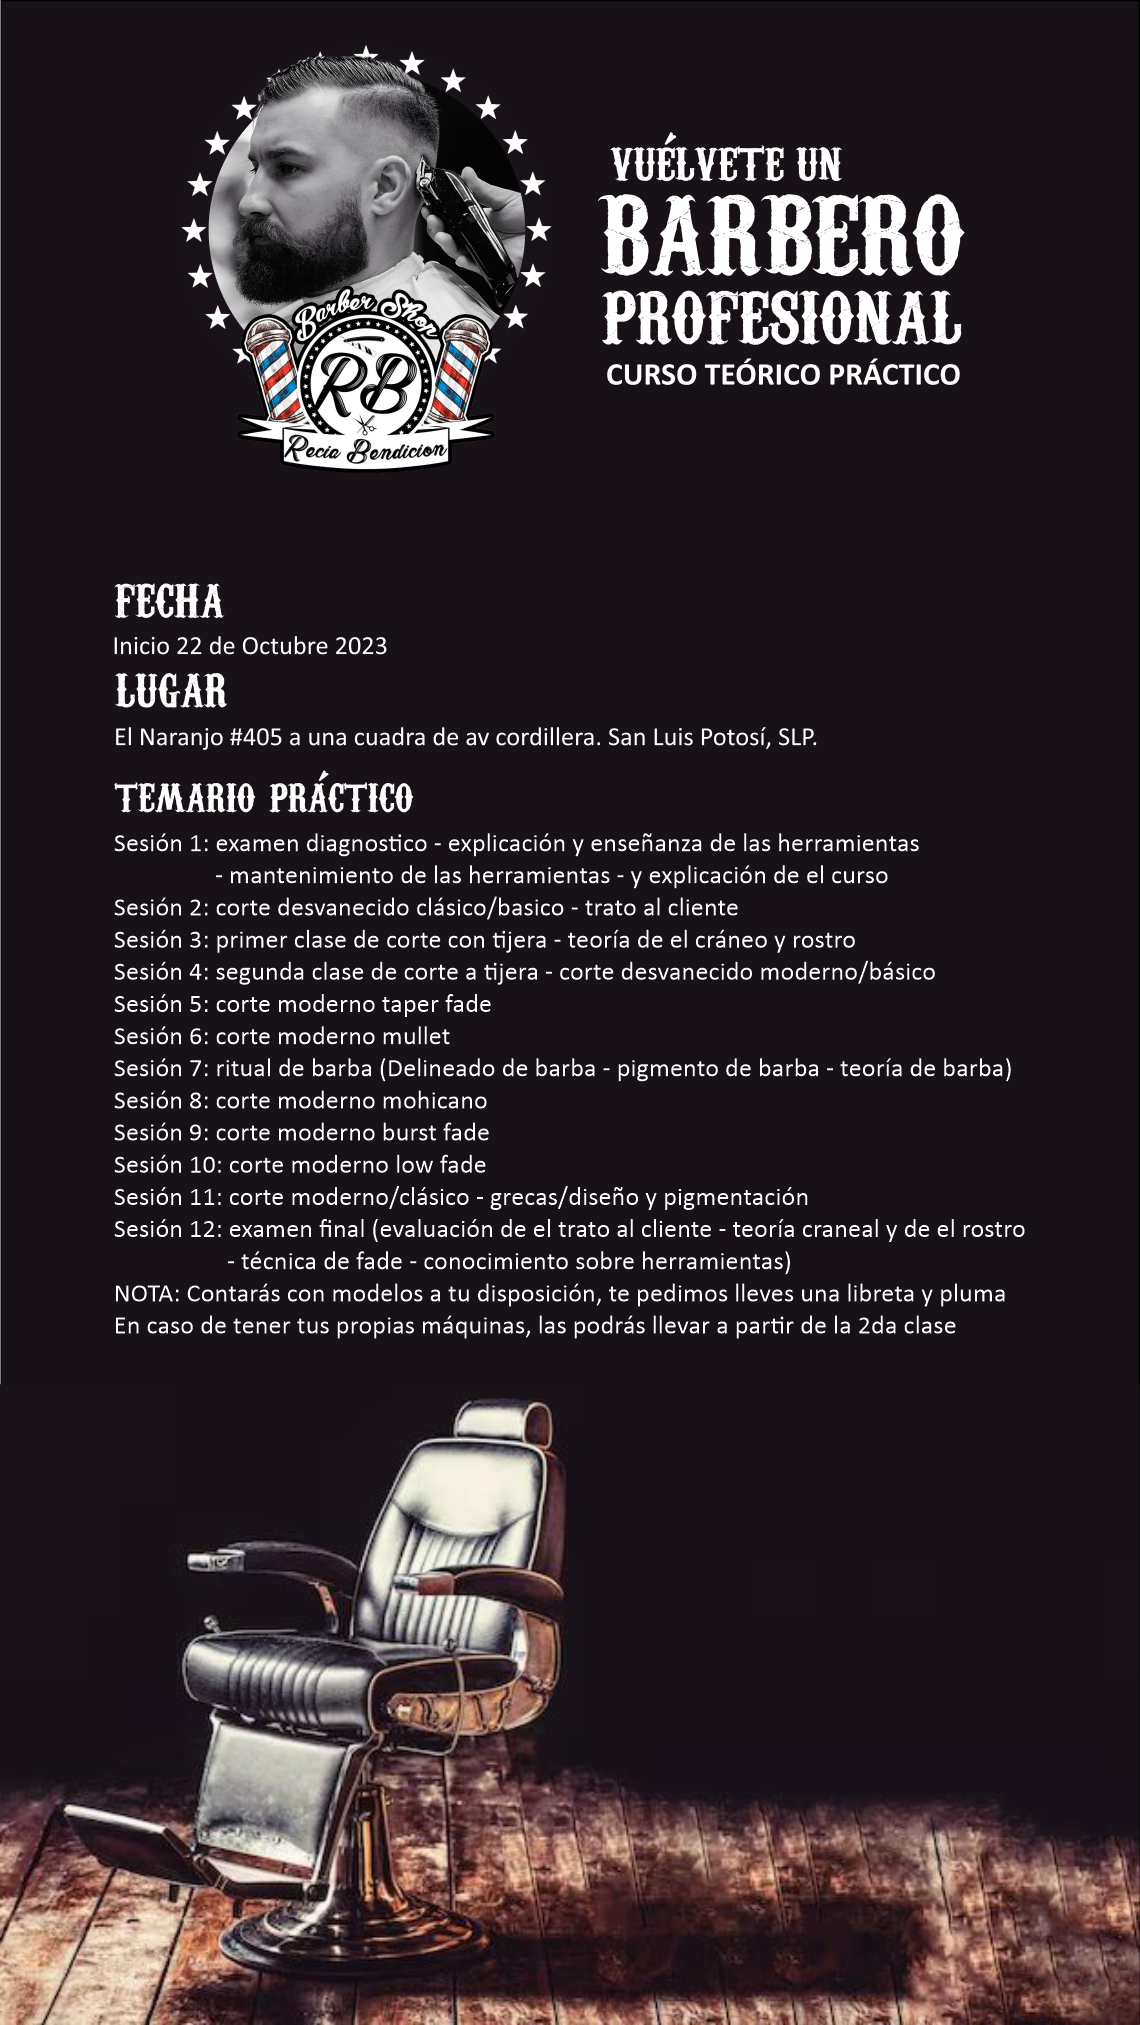 VUÉLVETE UN
BARBERO
PROFESIONAL
CURSO TEÓRICO PRÁCTICO
Barber Shop
RB
Recia Bendicion
FECHA
Inicio 22 de Octubre 2023
LUGAR
El Naranjo #405 a una cuadra de av cordillera. San Luis Potosí, SLP.
TEMARIO PRÁCTICO
Sesión 1: examen diagnostico - explicación y enseñanza de las herramientas
- mantenimiento de las herramientas - y explicación de el curso
Sesión 2: corte desvanecido clásico/basico - trato al cliente
Sesión 3: primer clase de corte con tijera - teoría de el cráneo y rostro
Sesión 4: segunda clase de corte a tijera - corte desvanecido moderno/básico
Sesión 5: corte moderno taper fade
Sesión 6: corte moderno mullet
Sesión 7: ritual de barba (Delineado de barba - pigmento de barba - teoría de barba)
Sesión 8: corte moderno mohicano
Sesión 9: corte moderno burst fade
Sesión 10: corte moderno low fade
Sesión 11: corte moderno/clásico - grecas/diseño y pigmentación
Sesión 12: examen final (evaluación de el trato al cliente - teoría craneal y de el rostro
- técnica de fade - conocimiento sobre herramientas)
NOTA: Contarás con modelos a tu disposición, te pedimos lleves una libreta y pluma
En caso de tener tus propias máquinas, las podrás llevar a partir de la 2da clase